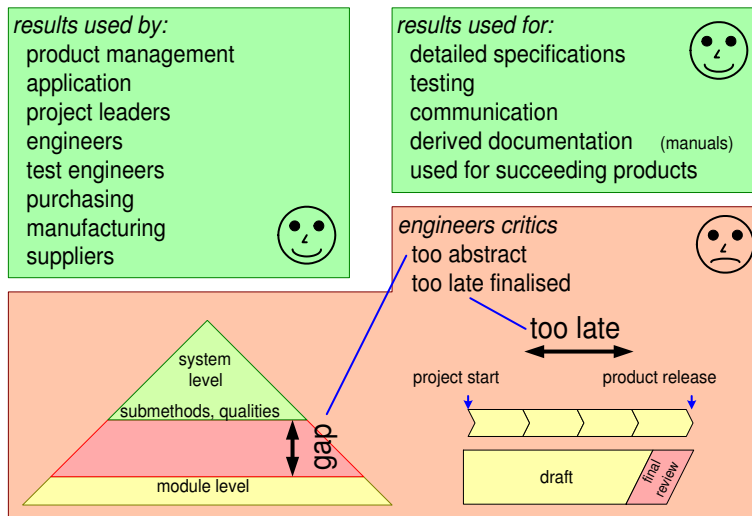 results used by:
product management
application
project leaders
engineers
test engineers
purchasing
manufacturing
suppliers
results used for:
detailed specifications
testing
communication
derived documentation (manuals)
used for succeeding products
engineers critics
too abstract
too late finalised
too late
project start
product release
draft
final
review
system
level
submethods, qualities
gap
module level